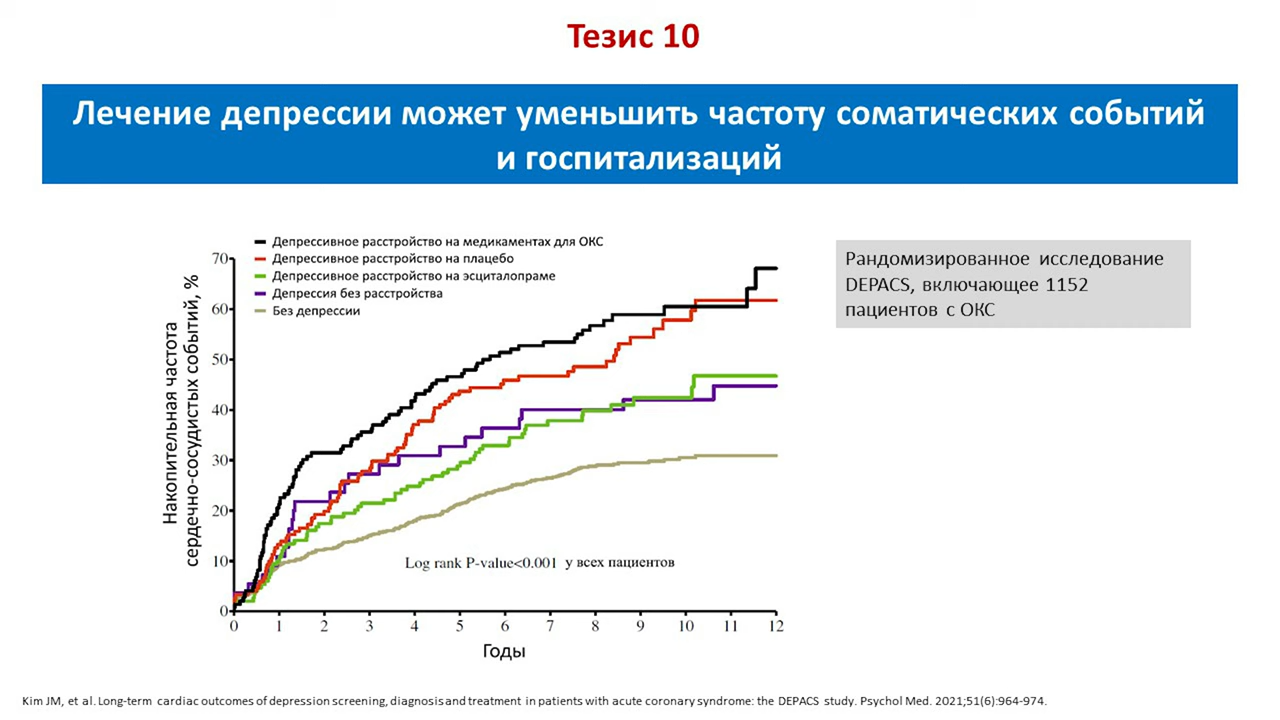 Тезис 10
Лечение депрессии может уменьшить частоту соматических событий
и госпитализаций
Депрессивное расстройство на медикаментах для ОКС
Депрессивное расстройство на плацебо
Депрессивное расстройство на эсциталопраме
Депрессия без расстройства
Без депрессии
Рандомизированное исследование
DEPACS, включающее 1152
пациентов с ОКС
Накопительная частота
сердечно-сосудистых событий, %
70
60
50
40
30
20
10
0
Log rank P-value<0.001 у всех пациентов
0 1 2 3 4 5 6 7 8 9 10 11 12
Годы
Kim JM, et al. Long-term cardiac outcomes of depression screening, diagnosis and treatment in patients with acute coronary syndrome: the DEPACS study. Psychol Med. 2021;51(6):964-974.